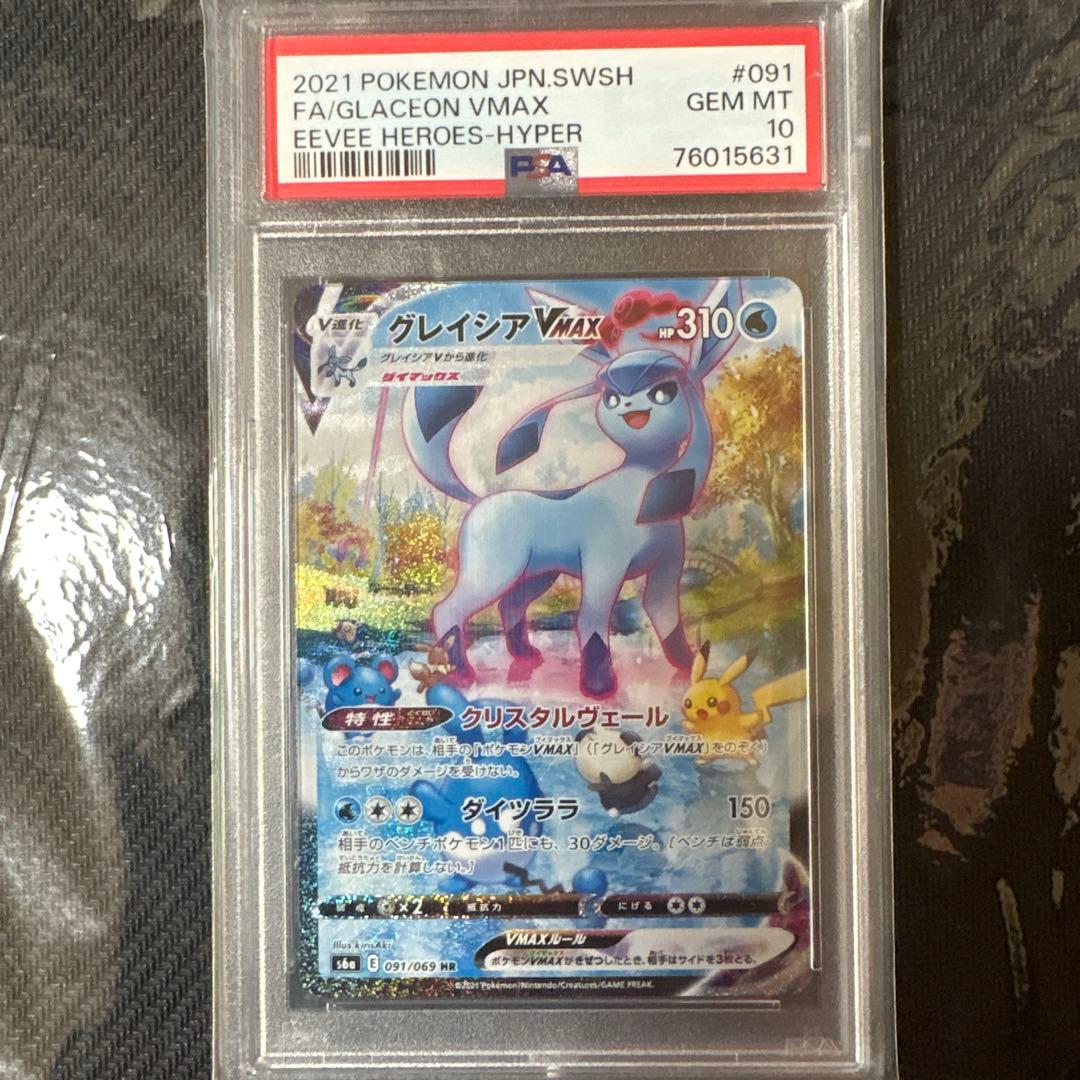 2021 POKEMON JPN.SWSH #091
FA/GLACEON VMAX GEM MT
EEVEE HEROES-HYPER 10
PSA 76015631
V進化 グレイシアVMAX HP310
グレイシアVから進化
ダイマックス
特性 クリスタルヴェール
このポケモンは、相手の「ポケモンVMAX」(「グレイシアVMAX」をのぞく)
からワザのダメージを受けない。
ダイツララ 150
相手のベンチポケモン1匹にも、30ダメージ。[ベンチは弱点・
抵抗力を計算しない。]
弱点 ×2 抵抗力 にげる
Illus.kirisAki
VMAXルール
ポケモンVMAXがきぜつしたとき、相手はサイドを3枚とる。
s6a E 091/069 HR
©2021 Pokémon/Nintendo/Creatures/GAME FREAK.
PSA